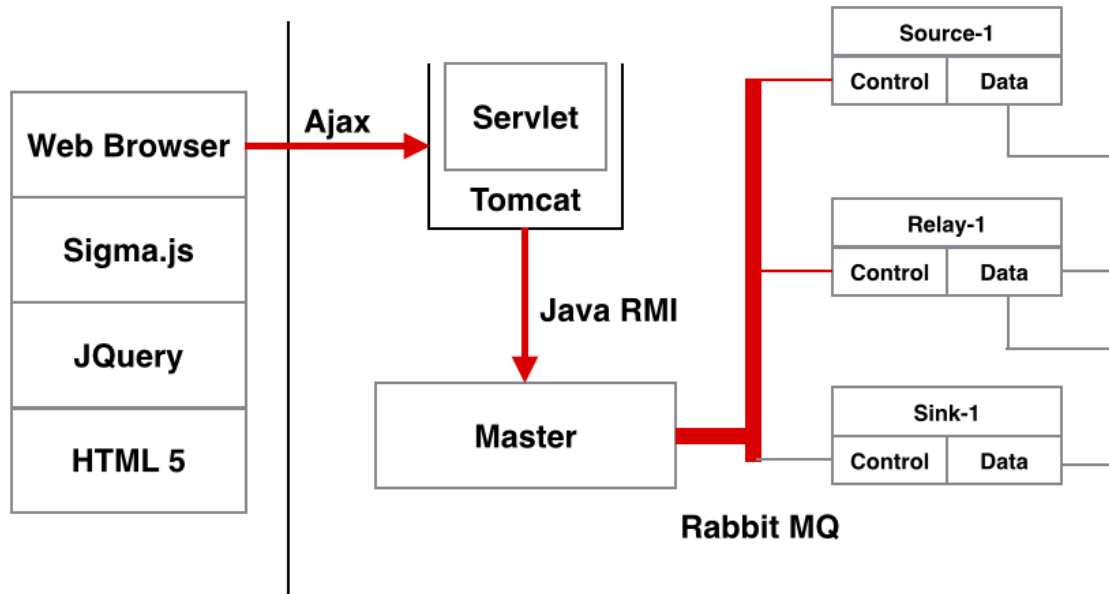 Web Browser
Sigma.js
JQuery
HTML 5
Ajax
Servlet
Tomcat
Java RMI
Master
Rabbit MQ
Source-1
Control
Data
Relay-1
Control
Data
Sink-1
Control
Data